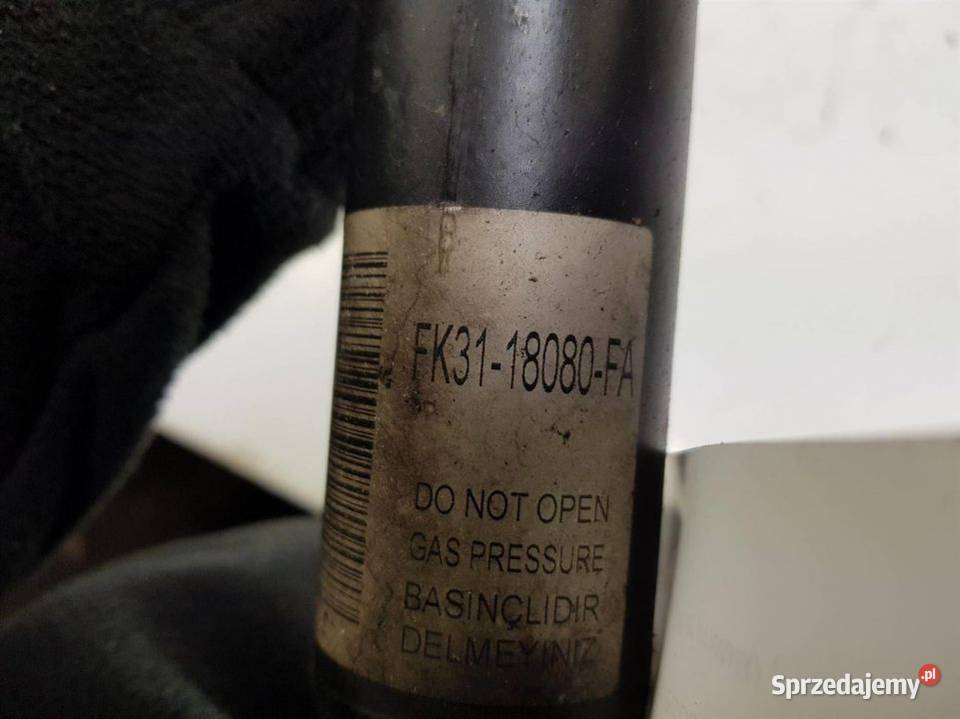 FK31-18080-FA
DO NOT OPEN
GAS PRESSURE
BASINÇLIDIR
DELMEYINIZ
Sprzedajemy.pl